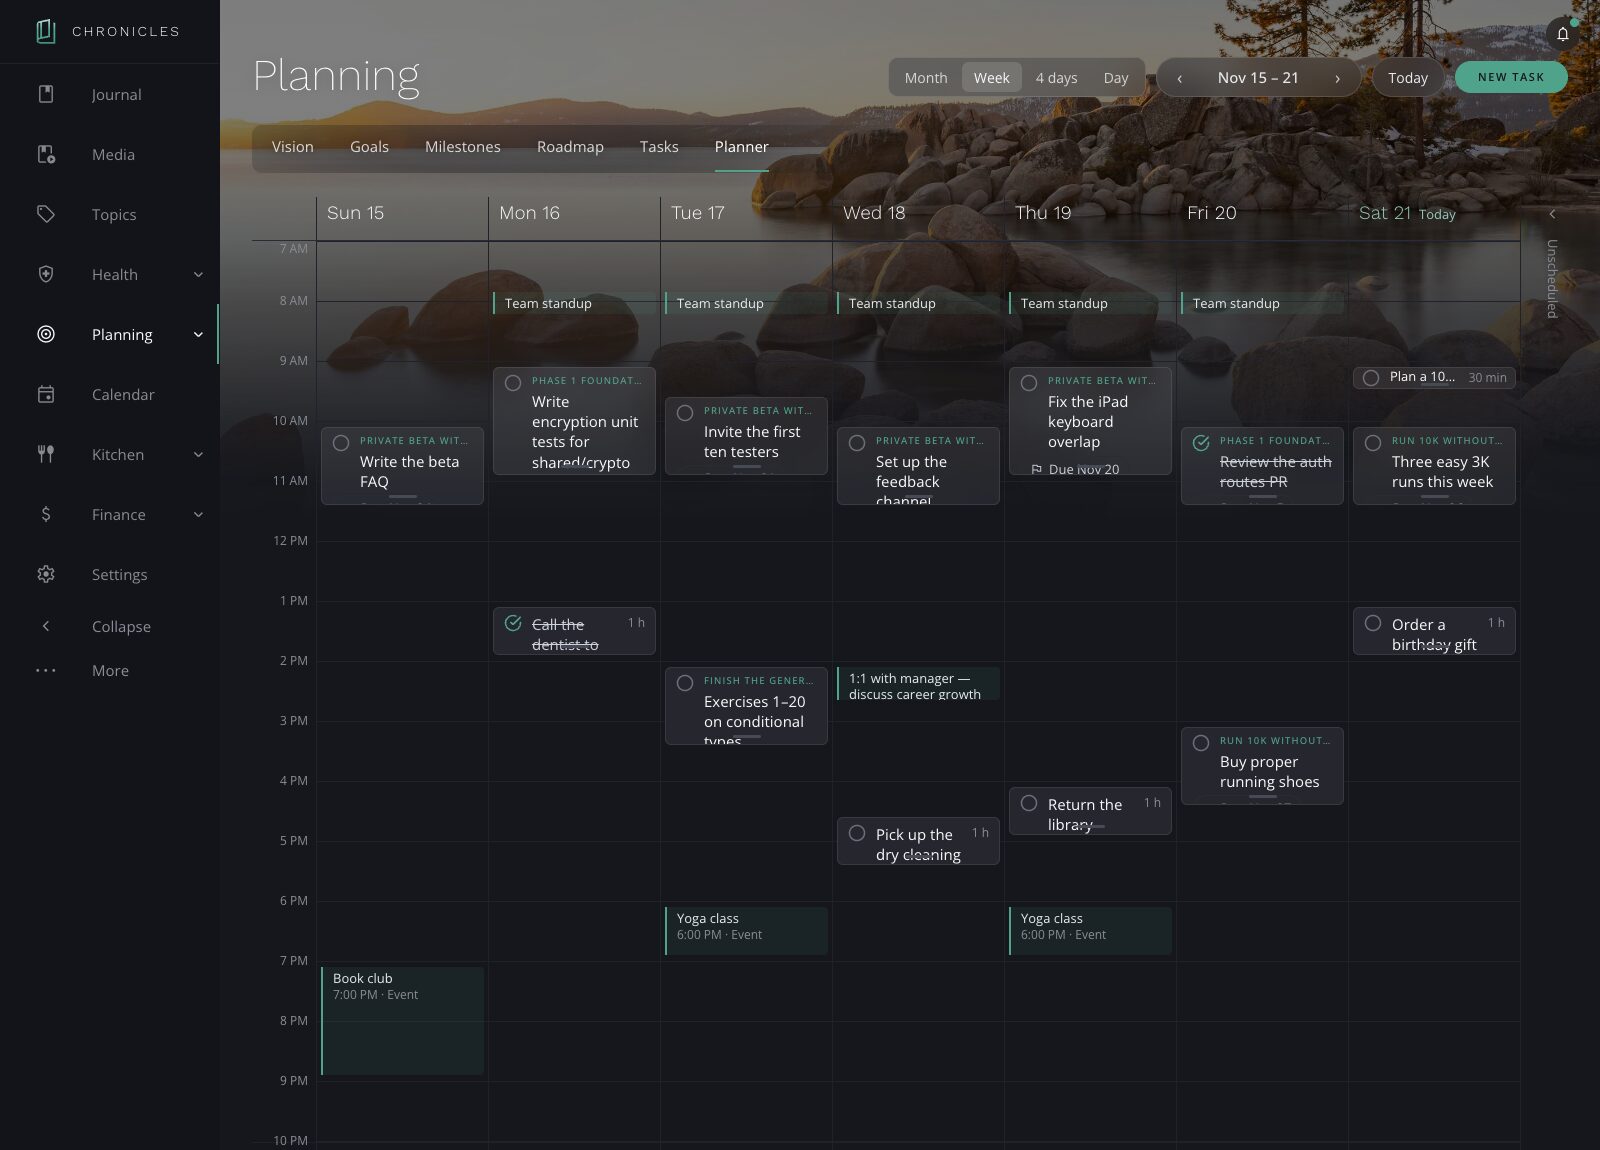 CHRONICLES
Journal
Media
Topics
Health
Planning
Calendar
Kitchen
Finance
Settings
Collapse
More
Planning
Month
Week
4 days
Day
Nov 15 – 21
Today
NEW TASK
Vision
Goals
Milestones
Roadmap
Tasks
Planner
Sun 15
Mon 16
Tue 17
Wed 18
Thu 19
Fri 20
Sat 21 Today
Unscheduled
7 AM
8 AM
9 AM
10 AM
11 AM
12 PM
1 PM
2 PM
3 PM
4 PM
5 PM
6 PM
7 PM
8 PM
9 PM
10 PM
PRIVATE BETA WIT...
Write the beta
FAQ
Book club
7:00 PM · Event
Team standup
PHASE 1 FOUNDAT...
Write
encryption unit
tests for
shared/crypto
Call the
dentist to
1 h
Team standup
PRIVATE BETA WIT...
Invite the first
ten testers
FINISH THE GENER...
Exercises 1–20
on conditional
types
Yoga class
6:00 PM · Event
Team standup
PRIVATE BETA WIT...
Set up the
feedback
channel
1:1 with manager —
discuss career growth
Pick up the
dry cleaning
1 h
Team standup
PRIVATE BETA WIT...
Fix the iPad
keyboard
overlap
Due Nov 20
Return the
library
1 h
Yoga class
6:00 PM · Event
Team standup
PHASE 1 FOUNDAT...
Review the auth
routes PR
RUN 10K WITHOUT...
Buy proper
running shoes
Plan a 10...
30 min
RUN 10K WITHOUT...
Three easy 3K
runs this week
Order a
birthday gift
1 h